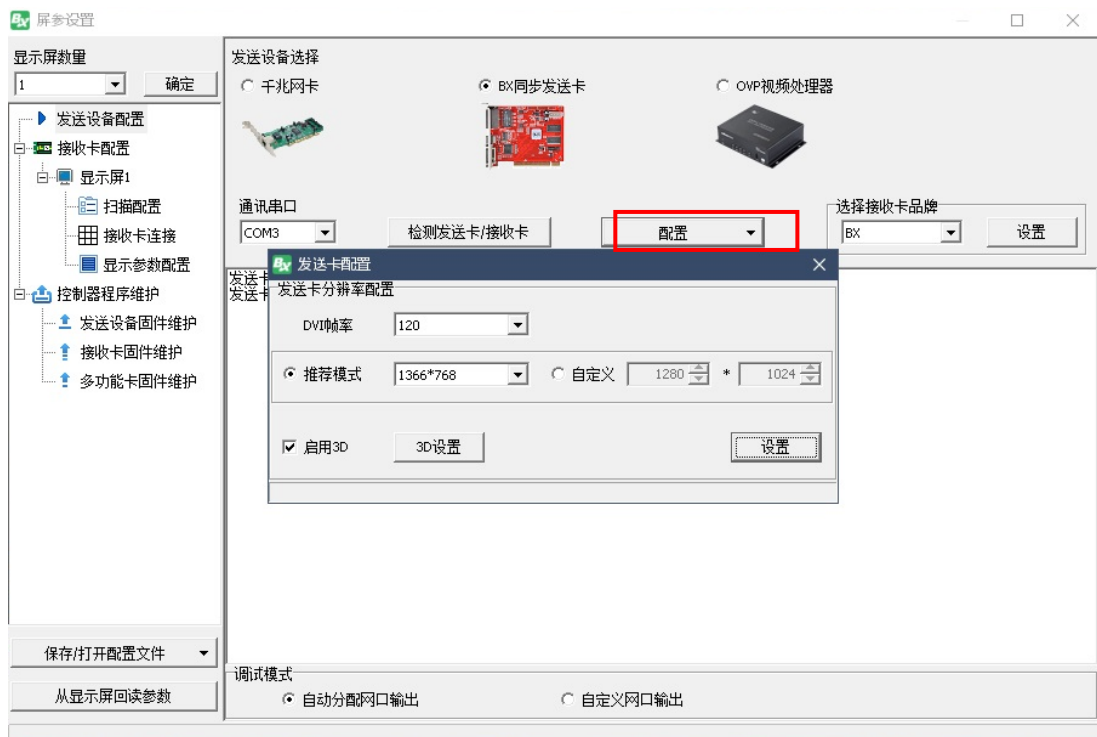 BX 屏参设置
显示屏数量
1
确定
发送设备配置
接收卡配置
显示屏1
扫描配置
接收卡连接
显示参数配置
控制器程序维护
发送设备固件维护
接收卡固件维护
多功能卡固件维护
保存/打开配置文件
从显示屏回读参数
发送设备选择
千兆网卡
BX同步发送卡
OVP视频处理器
通讯串口
COM3
检测发送卡/接收卡
配置
选择接收卡品牌
BX
设置
发送卡
发送卡
BX 发送卡配置
发送卡分辨率配置
DVI帧率
120
推荐模式
1366*768
自定义
1280 * 1024
启用3D
3D设置
设置
调试模式
自动分配网口输出
自定义网口输出